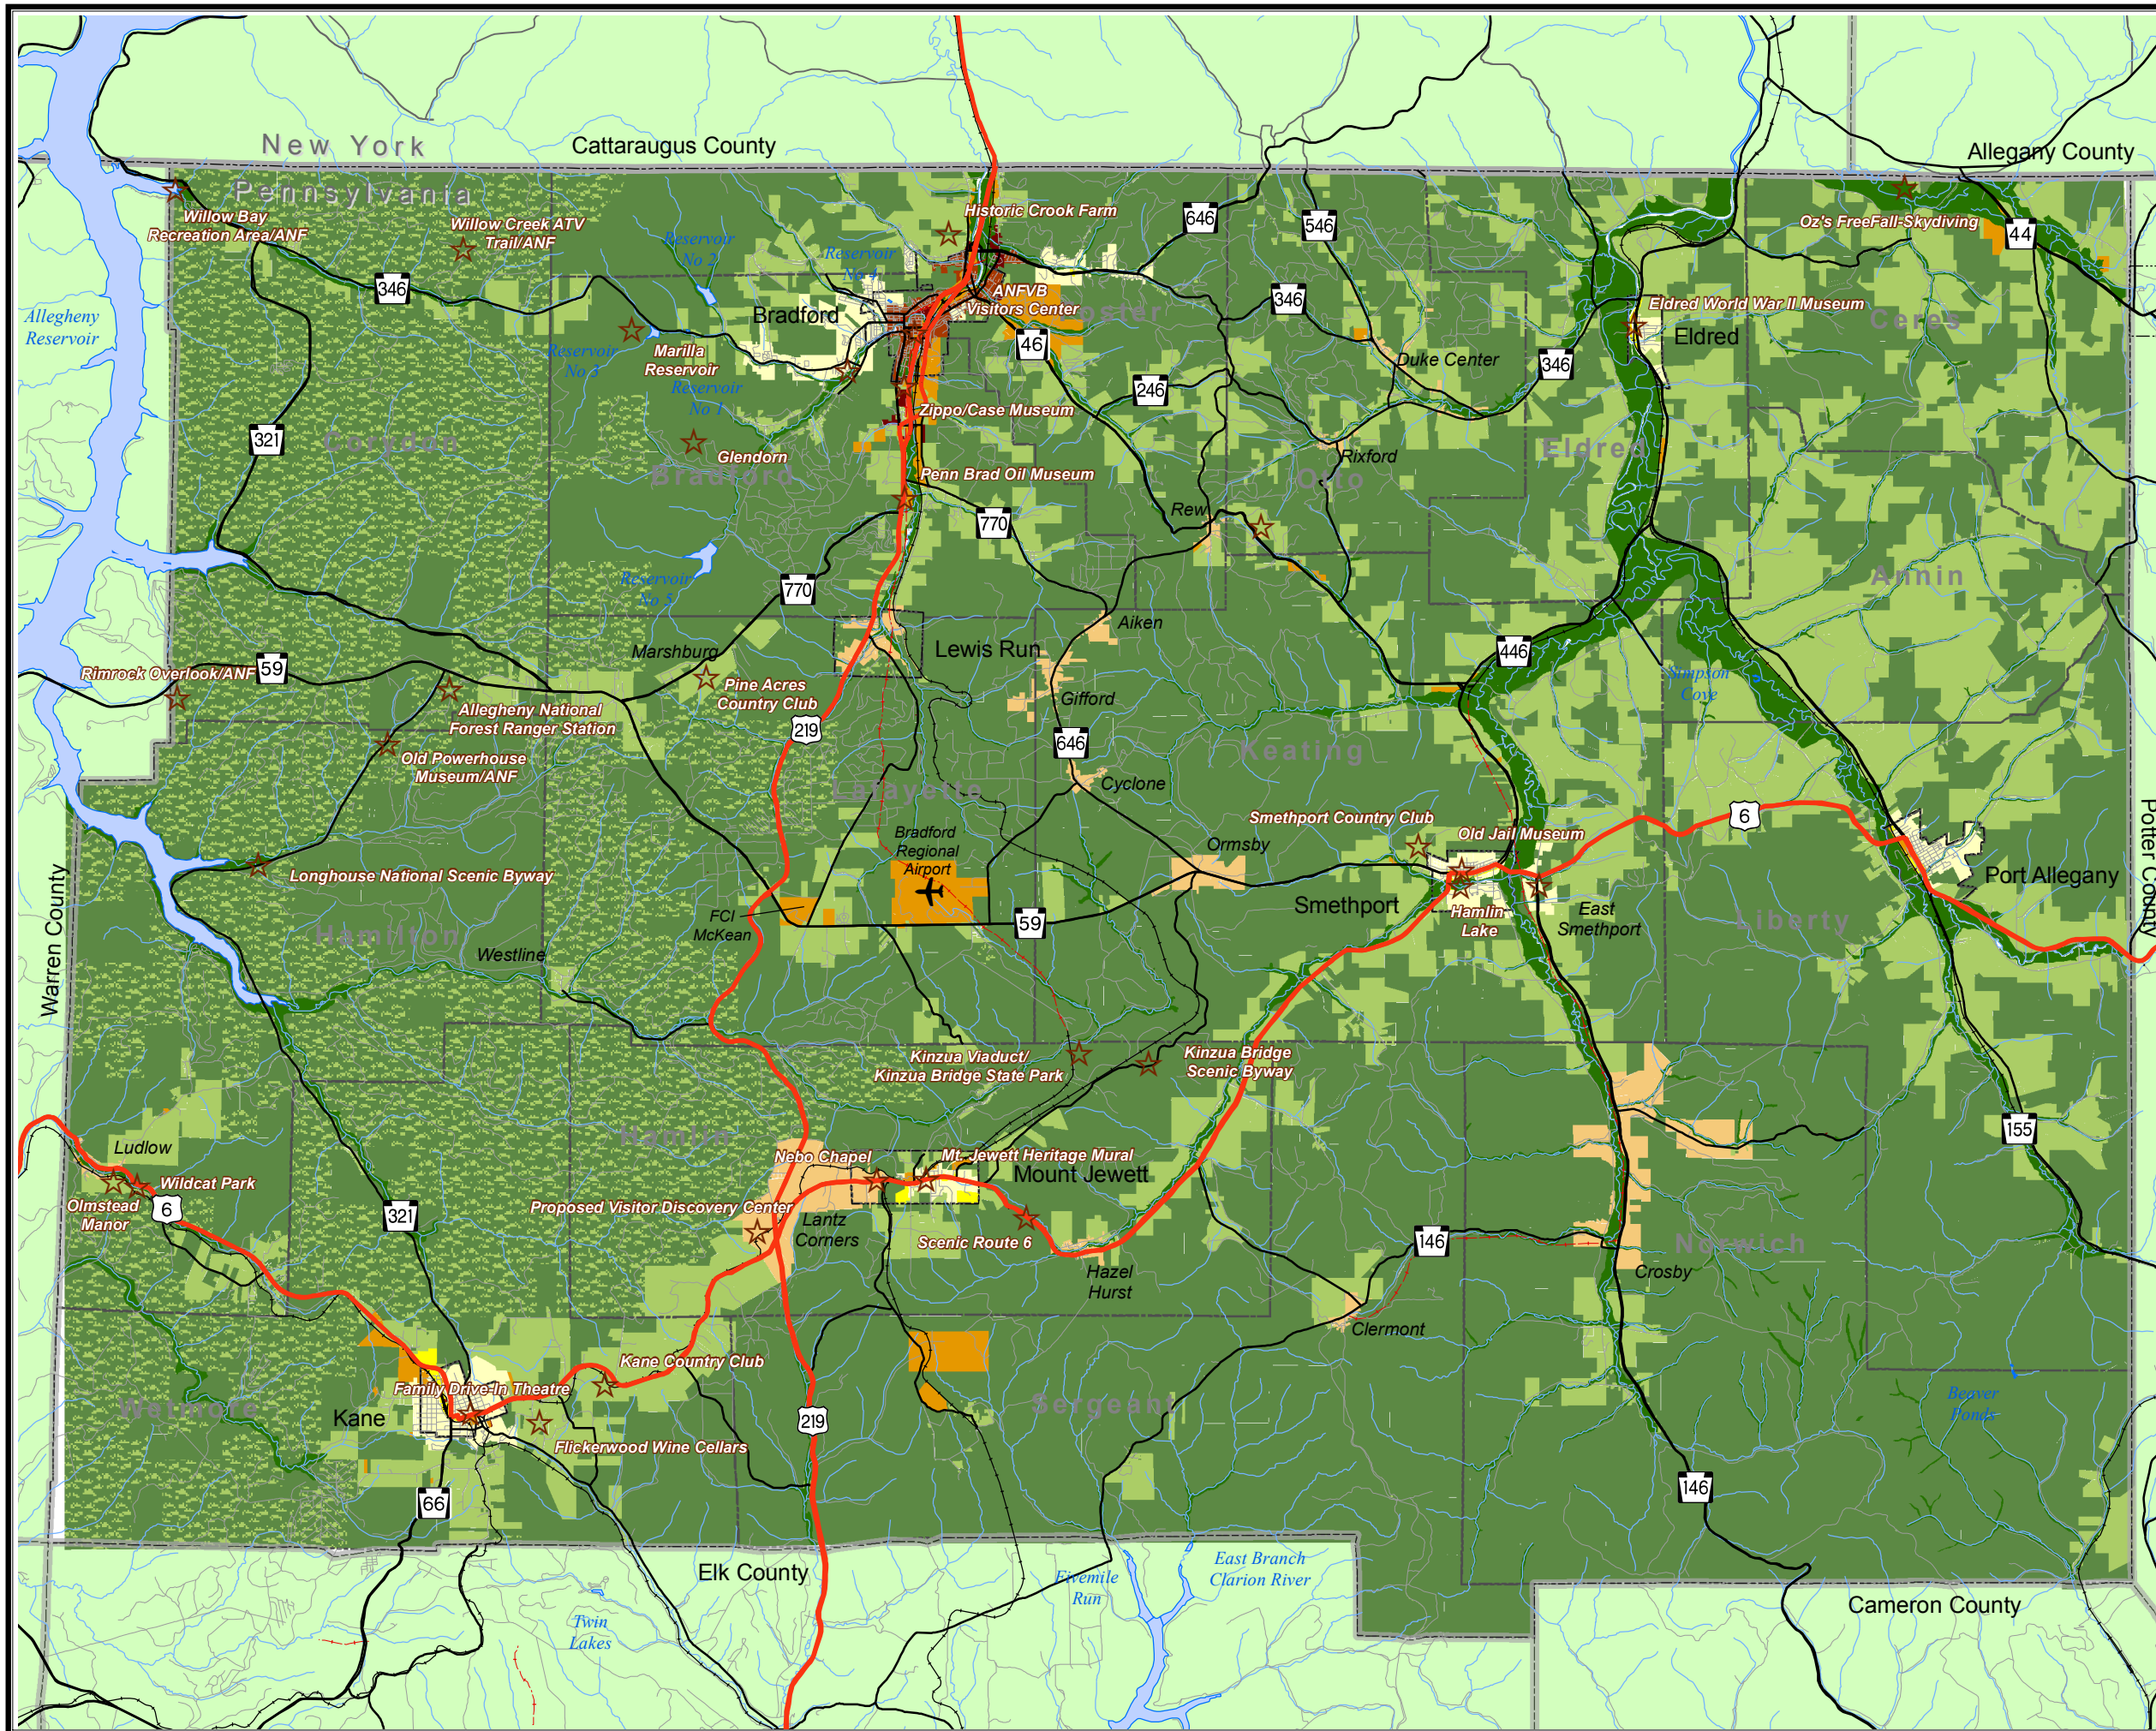 New York
Cattaraugus County
Allegany County
Pennsylvania
Willow Bay
Recreation Area/ANF
Willow Creek ATV
Trail/ANF
Historic Crook Farm
646
546
Oz's FreeFall-Skydiving
44
Reservoir
No 2
Reservoir
No 4
346
Allegheny
Reservoir
Bradford
ANFVB
Visitors Center
Foster
346
Eldred World War II Museum
Eldred
Ceres
Reservoir
No 3
Marilla
Reservoir
46
Duke Center
346
Reservoir
No 1
246
Zippo/Case Museum
321
Corydon
Glendorn
Bradford
Penn Brad Oil Museum
Rixford
Otto
Eldred
Rew
770
Reservoir
No 5
770
Annin
Aiken
Marshburg
Lewis Run
446
Rimrock Overlook/ANF
59
Simpson
Cove
Pine Acres
Country Club
Gifford
Allegheny National
Forest Ranger Station
219
646
Keating
Old Powerhouse
Museum/ANF
Lafayette
Cyclone
Smethport Country Club
Old Jail Museum
6
Bradford
Regional
Airport
Ormsby
Longhouse National Scenic Byway
Port Allegany
Potter County
Warren County
FCI
McKean
59
Smethport
Hamlin
Lake
East
Smethport
Liberty
Hamilton
Westline
Kinzua Viaduct/
Kinzua Bridge State Park
Kinzua Bridge
Scenic Byway
Hamlin
155
Ludlow
Nebo Chapel
Mt. Jewett Heritage Mural
Mount Jewett
Wildcat Park
Olmstead
Manor
6
321
Proposed Visitor Discovery Center
Lantz
Corners
Scenic Route 6
146
Norwich
Hazel
Hurst
Crosby
Clermont
Kane Country Club
Family Drive-In Theatre
Wetmore
Kane
219
Sergeant
Beaver
Ponds
Flickerwood Wine Cellars
66
146
Elk County
East Branch
Clarion River
Fivemile
Run
Cameron County
Twin
Lakes